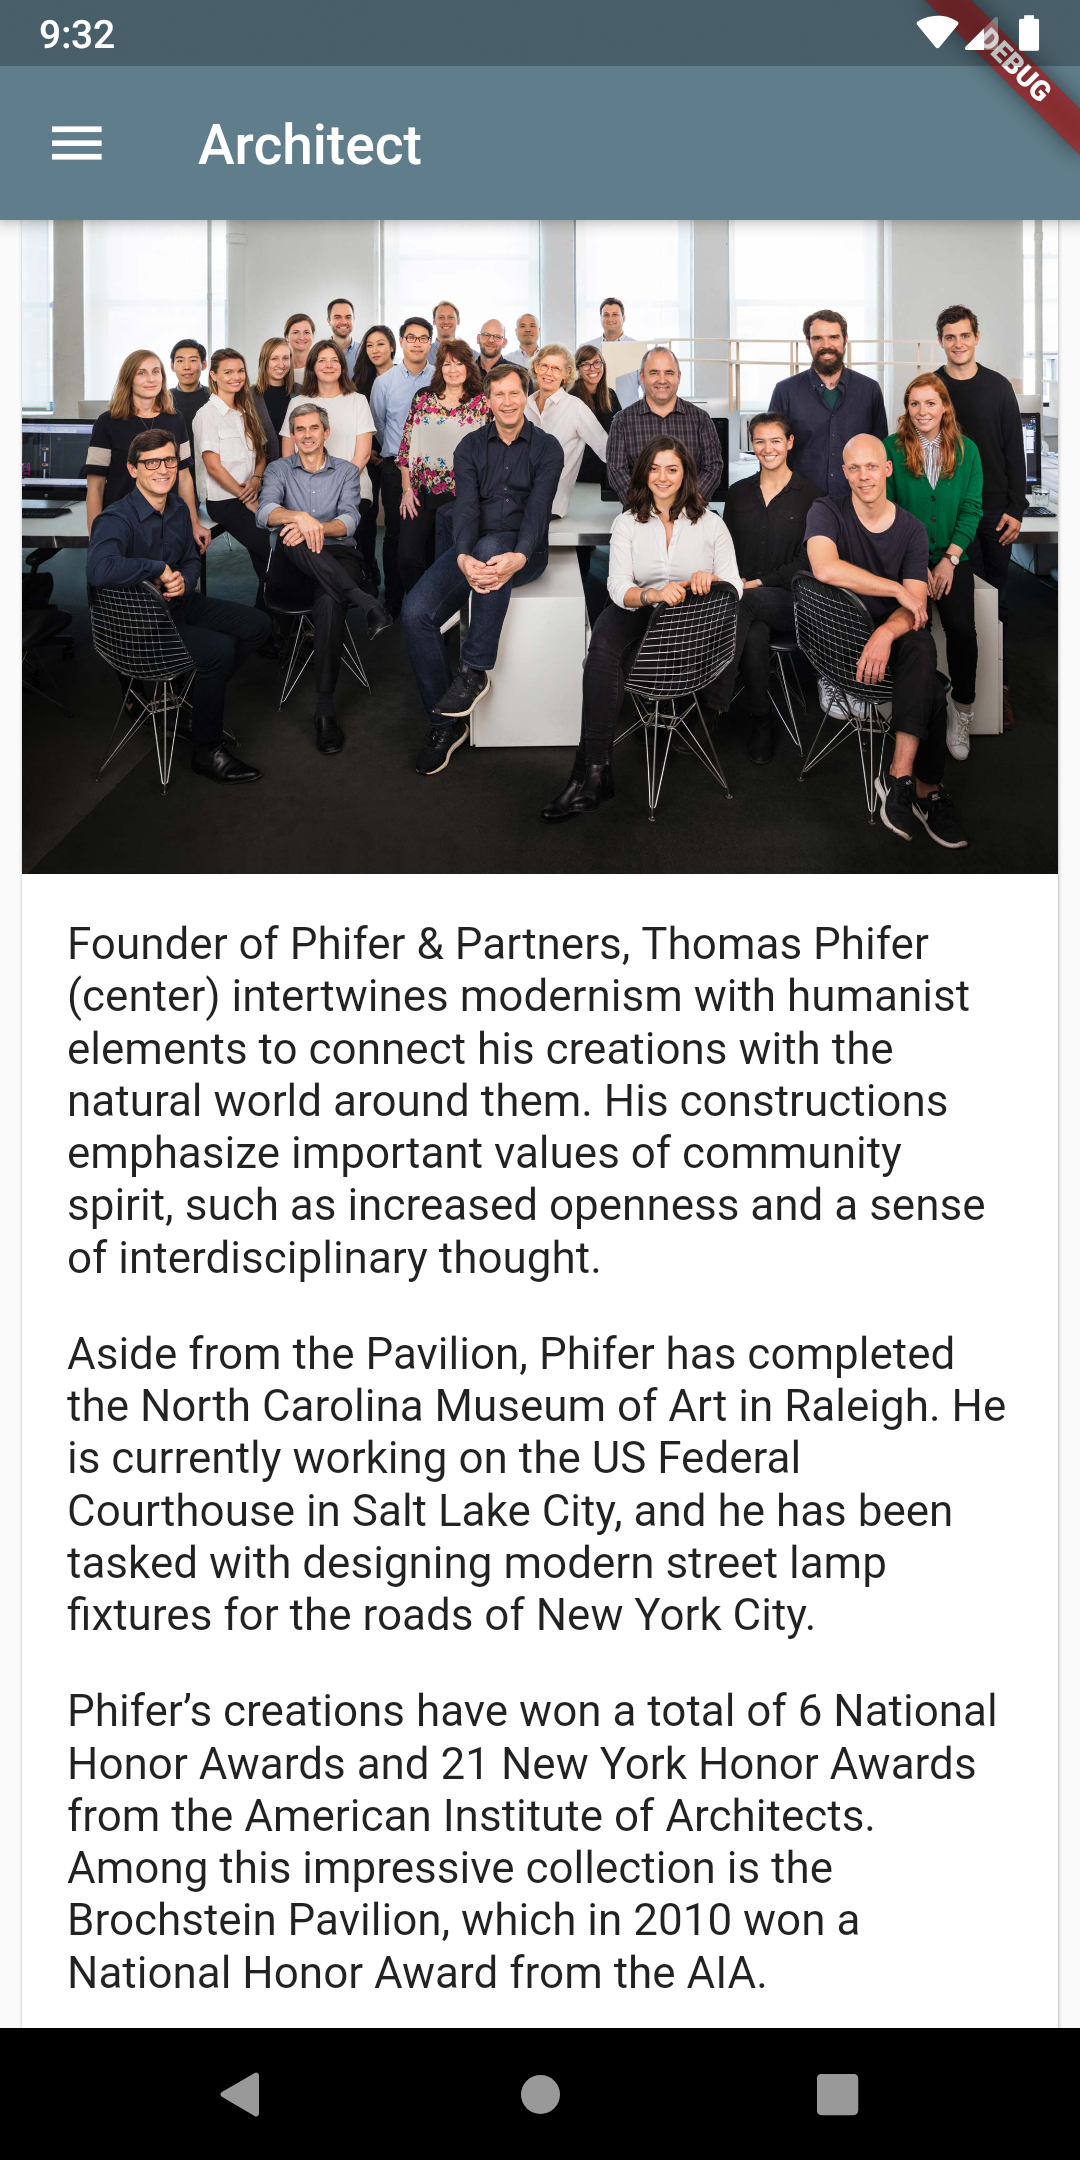 9:32
DEBUG
Architect
Founder of Phifer & Partners, Thomas Phifer
(center) intertwines modernism with humanist
elements to connect his creations with the
natural world around them. His constructions
emphasize important values of community
spirit, such as increased openness and a sense
of interdisciplinary thought.
Aside from the Pavilion, Phifer has completed
the North Carolina Museum of Art in Raleigh. He
is currently working on the US Federal
Courthouse in Salt Lake City, and he has been
tasked with designing modern street lamp
fixtures for the roads of New York City.
Phifer’s creations have won a total of 6 National
Honor Awards and 21 New York Honor Awards
from the American Institute of Architects.
Among this impressive collection is the
Brochstein Pavilion, which in 2010 won a
National Honor Award from the AIA.